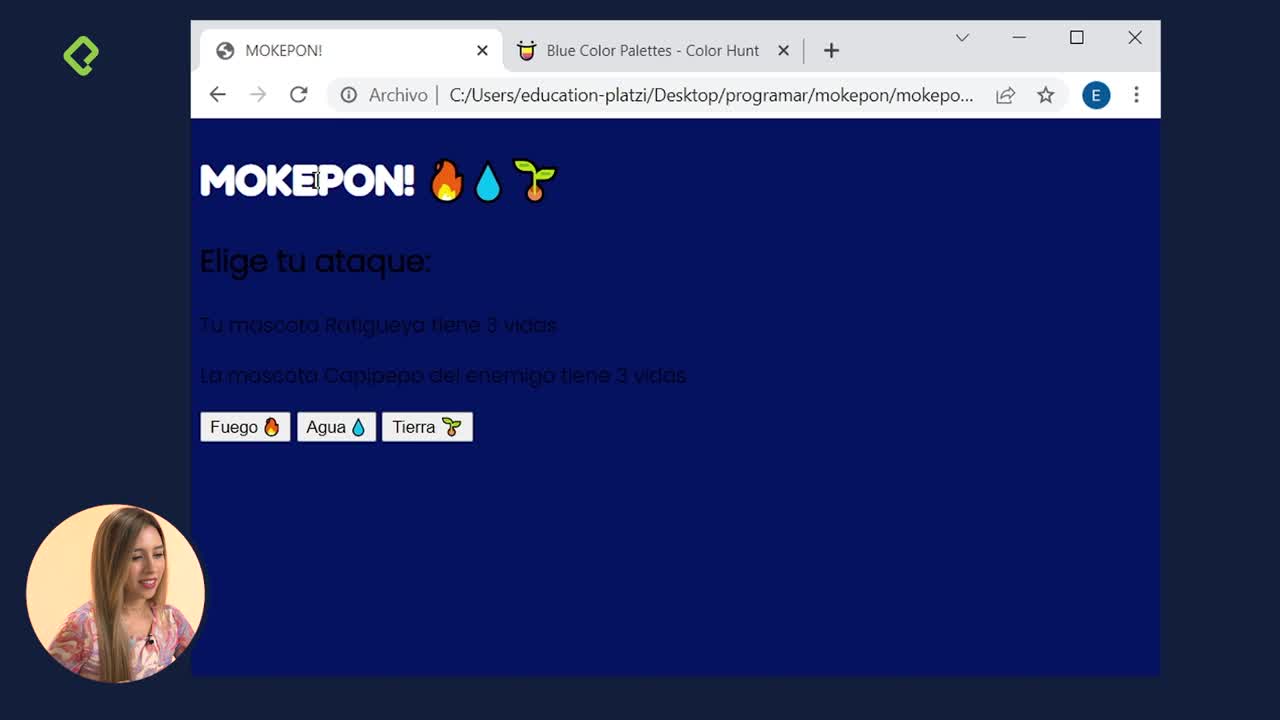 MOKEPON!
Blue Color Palettes - Color Hunt
Archivo | C:/Users/education-platzi/Desktop/programar/mokepon/mokepo...
E
MOKEPON! 🔥💧🌱
Elige tu ataque:
Tu mascota Ratigueya tiene 3 vidas
La mascota Capipepo del enemigo tiene 3 vidas
Fuego 🔥 Agua 💧 Tierra 🌱